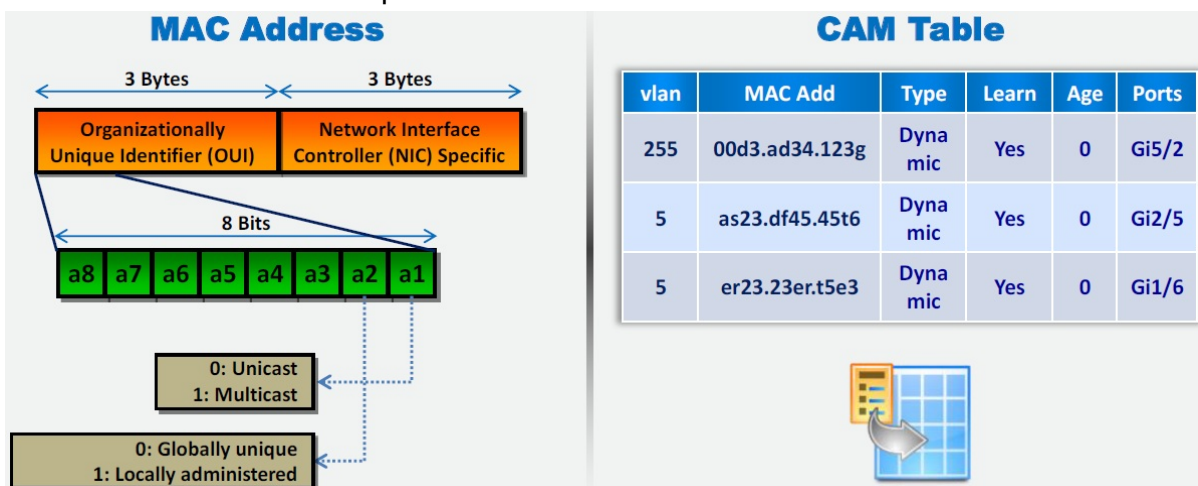 MAC Address
3 Bytes
3 Bytes
Organizationally
Unique Identifier (OUI)
Network Interface
Controller (NIC) Specific
8 Bits
a8 a7 a6 a5 a4 a3 a2 a1
0: Unicast
1: Multicast
0: Globally unique
1: Locally administered
CAM Table
vlan MAC Add Type Learn Age Ports
255 00d3.ad34.123g Dyna
mic Yes 0 Gi5/2
5 as23.df45.45t6 Dyna
mic Yes 0 Gi2/5
5 er23.23er.t5e3 Dyna
mic Yes 0 Gi1/6